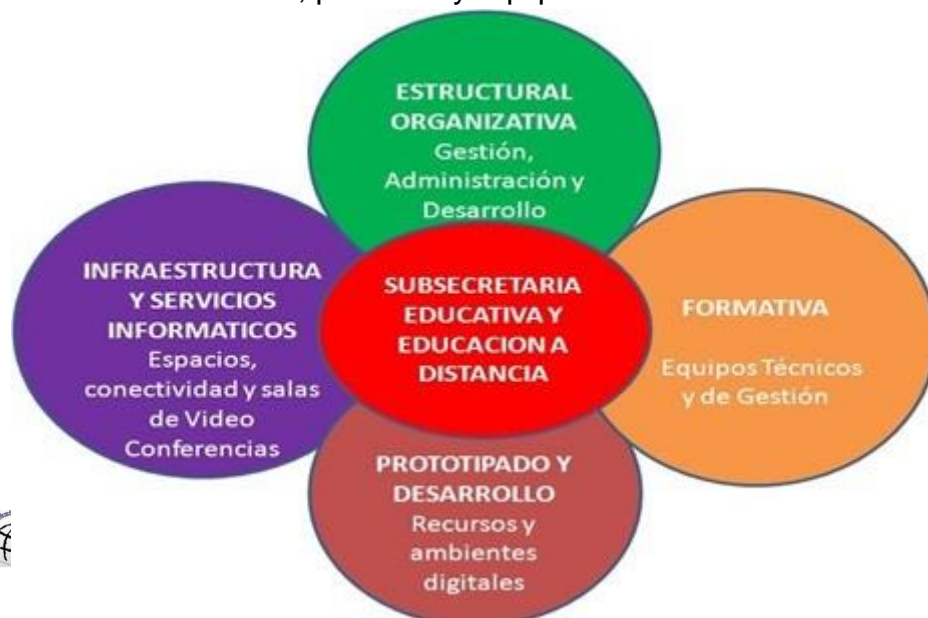 ESTRUCTURAL
ORGANIZATIVA
Gestión,
Administración y
Desarrollo
INFRAESTRUCTURA
Y SERVICIOS
INFORMATICOS
Espacios,
conectividad y salas
de Video
Conferencias
SUBSECRETARIA
EDUCATIVA Y
EDUCACION A
DISTANCIA
FORMATIVA
Equipos Técnicos
y de Gestión
PROTOTIPADO Y
DESARROLLO
Recursos y
ambientes
digitales